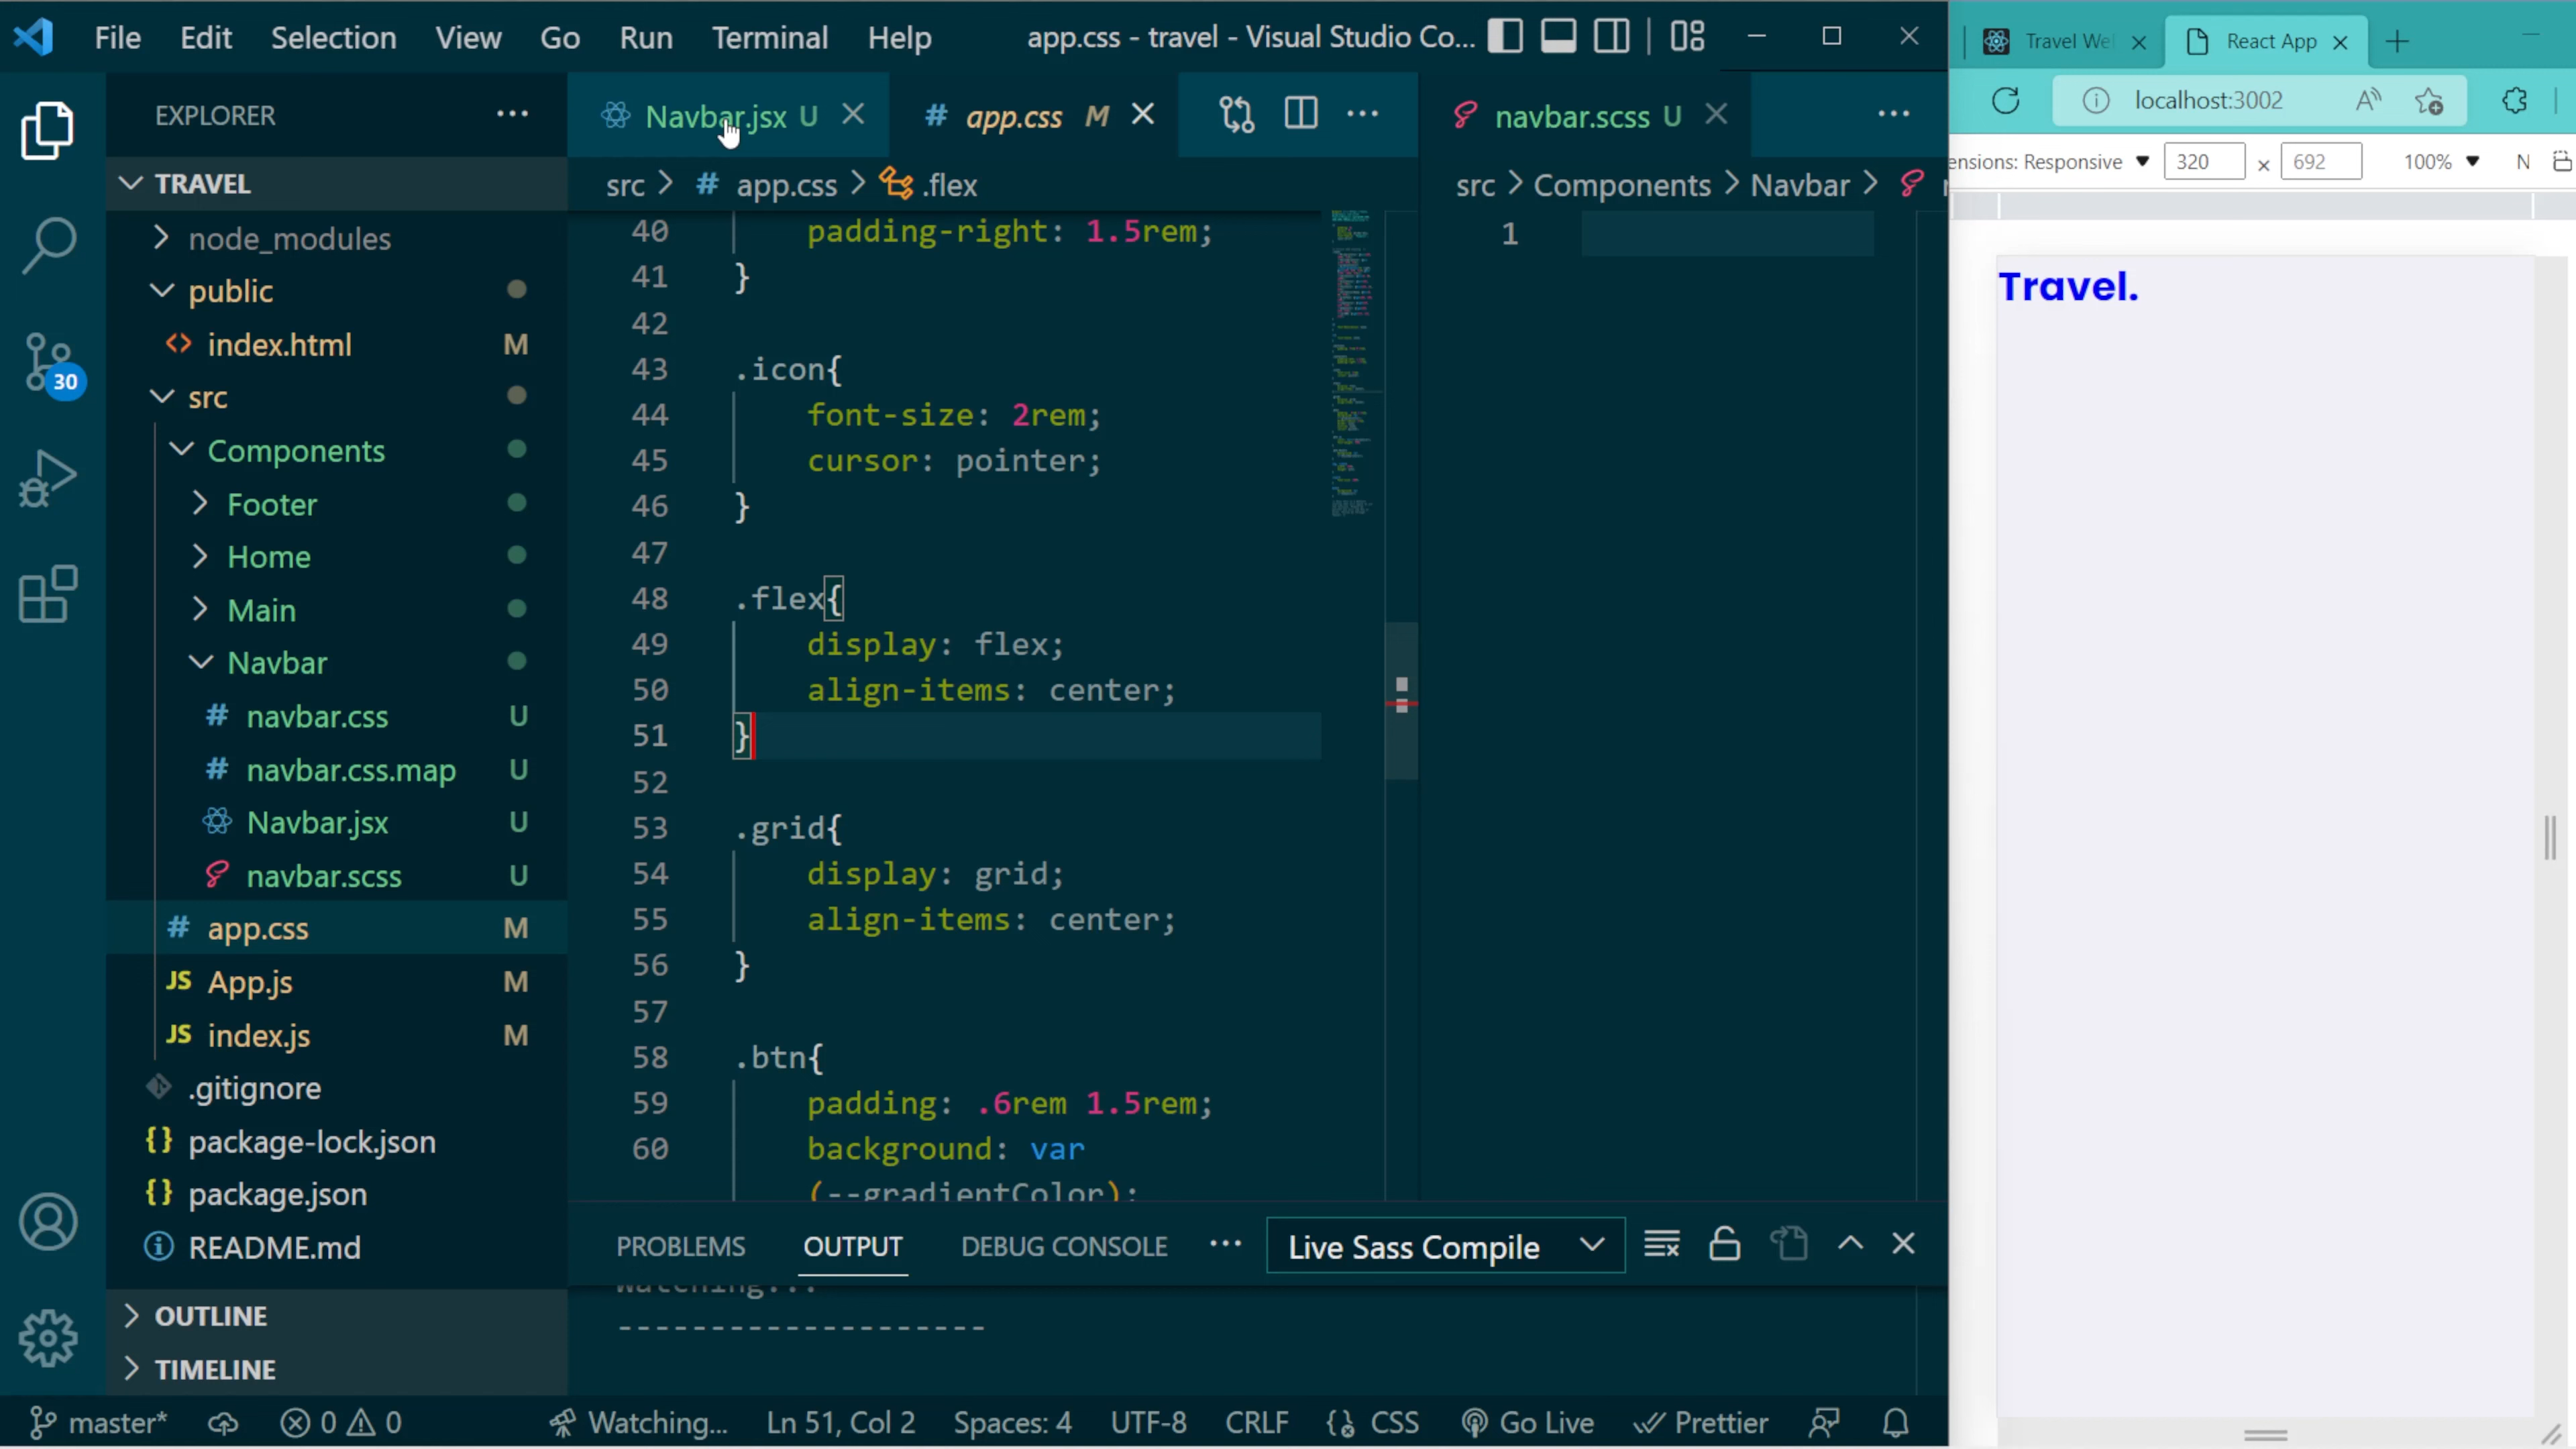 File Edit Selection View Go Run Terminal Help app.css - travel - Visual Studio Co...
EXPLORER
TRAVEL
node_modules
public
index.html M
src
Components
Footer
Home
Main
Navbar
navbar.css U
navbar.css.map U
Navbar.jsx U
navbar.scss U
app.css M
App.js M
index.js M
.gitignore
package-lock.json
package.json
README.md
OUTLINE
TIMELINE
30
Navbar.jsx U app.css M
src > app.css > .flex
40 padding-right: 1.5rem;
41 }
42
43 .icon{
44 font-size: 2rem;
45 cursor: pointer;
46 }
47
48 .flex{
49 display: flex;
50 align-items: center;
51 }
52
53 .grid{
54 display: grid;
55 align-items: center;
56 }
57
58 .btn{
59 padding: .6rem 1.5rem;
60 background: var
(--gradientColor);
navbar.scss U
src > Components > Navbar >
1
PROBLEMS OUTPUT DEBUG CONSOLE Live Sass Compile
Watching...
--------------------
master* 0 0 Watching... Ln 51, Col 2 Spaces: 4 UTF-8 CRLF CSS Go Live Prettier
Travel We React App
localhost:3002
ensions: Responsive 320 × 692 100% N
Travel.